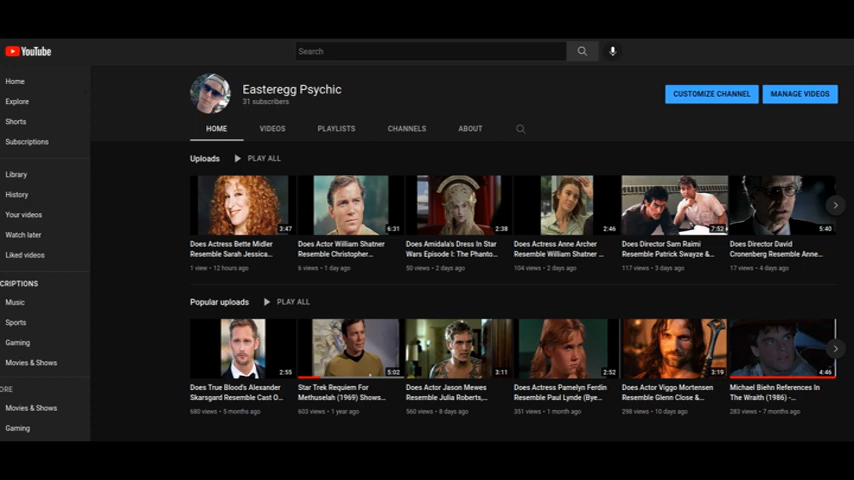 YouTube
Search
Home
Explore
Shorts
Subscriptions
Library
History
Your videos
Watch later
Liked videos
CRIPTIONS
Music
Sports
Gaming
Movies & Shows
ORE
Movies & Shows
Gaming
Easteregg Psychic
31 subscribers
CUSTOMIZE CHANNEL
MANAGE VIDEOS
HOME VIDEOS PLAYLISTS CHANNELS ABOUT
Uploads PLAY ALL
3:47 6:31 2:38 2:46 7:52 5:40
Does Actress Bette Midler
Resemble Sarah Jessica...
1 view • 12 hours ago
Does Actor William Shatner
Resemble Christopher...
6 views • 1 day ago
Does Amidala's Dress In Star
Wars Episode I: The Phanto...
50 views • 2 days ago
Does Actress Anne Archer
Resemble William Shatner ...
104 views • 2 days ago
Does Director Sam Raimi
Resemble Patrick Swayze &...
117 views • 3 days ago
Does Director David
Cronenberg Resemble Anne...
17 views • 4 days ago
Popular uploads PLAY ALL
2:55 5:02 3:11 2:52 3:19 4:46
Does True Blood's Alexander
Skarsgard Resemble Cast O...
680 views • 5 months ago
Star Trek Requiem For
Methuselah (1969) Shows...
603 views • 1 year ago
Does Actor Jason Mewes
Resemble Julia Roberts,...
560 views • 8 days ago
Does Actress Pamelyn Ferdin
Resemble Paul Lynde (Bye...
351 views • 1 month ago
Does Actor Viggo Mortensen
Resemble Glenn Close &...
298 views • 10 days ago
Michael Biehn References In
The Wraith (1986) -...
283 views • 7 months ago